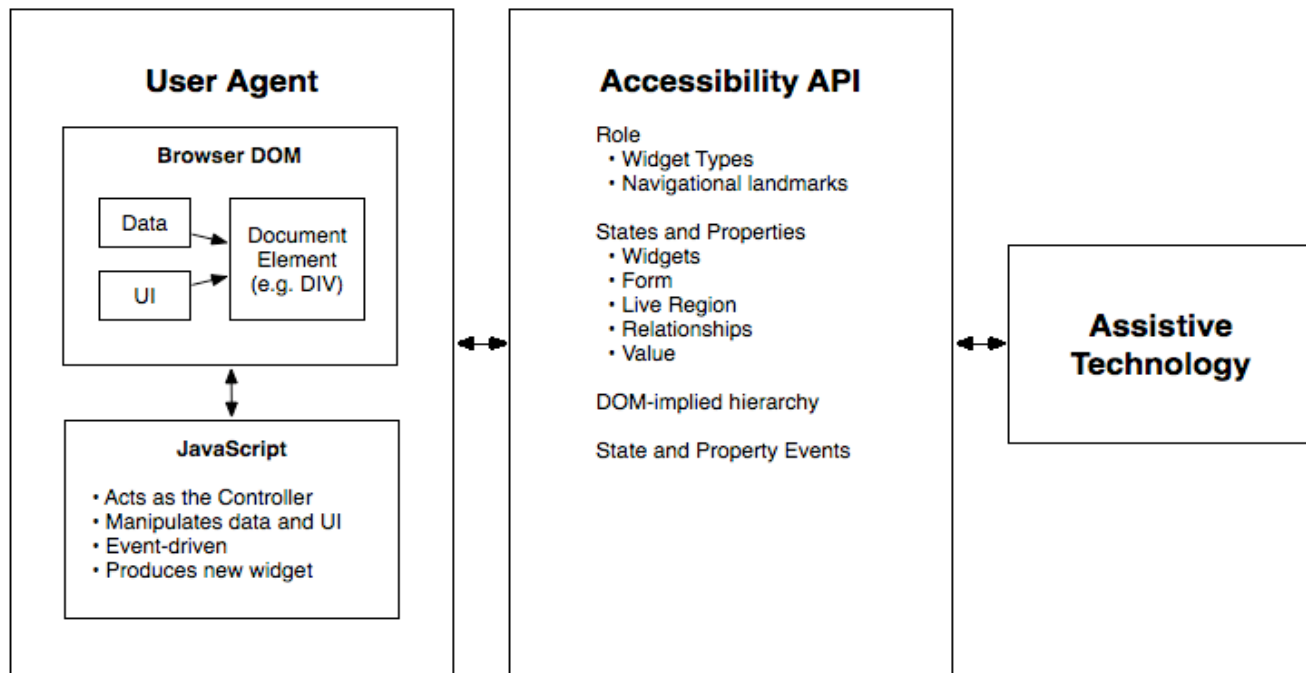 User Agent
Browser DOM
Data
UI
Document
Element
(e.g. DIV)
JavaScript
• Acts as the Controller
• Manipulates data and UI
• Event-driven
• Produces new widget
Accessibility API
Role
• Widget Types
• Navigational landmarks
States and Properties
• Widgets
• Form
• Live Region
• Relationships
• Value
DOM-implied hierarchy
State and Property Events
Assistive
Technology